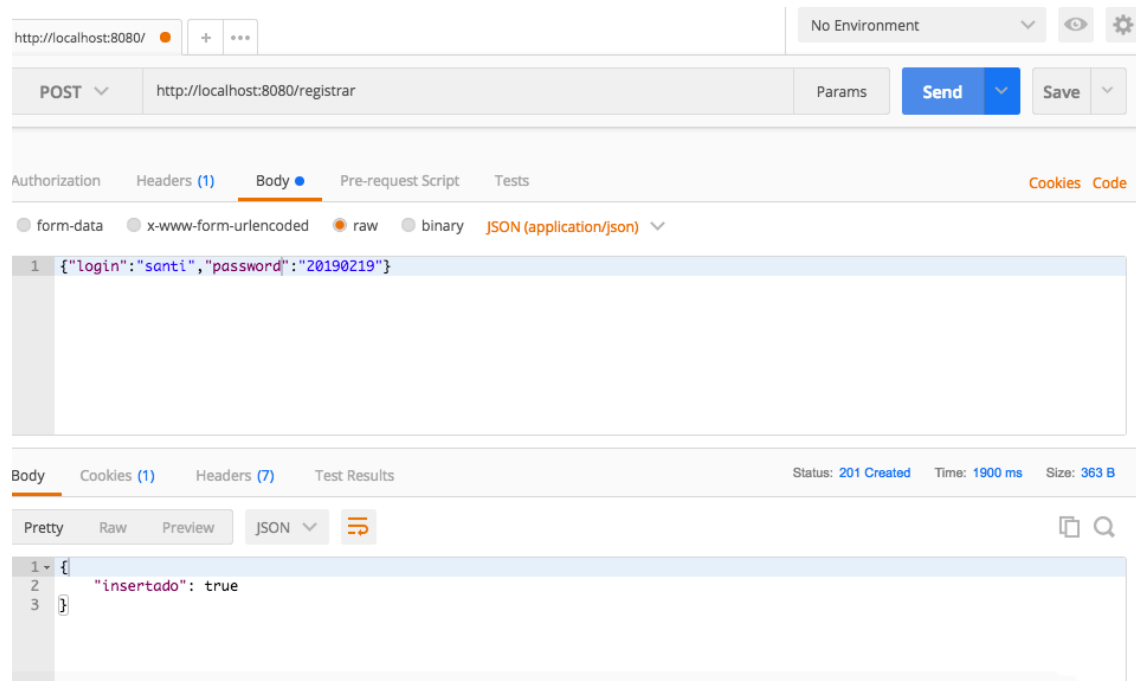 http://localhost:8080/ + ••• No Environment
POST http://localhost:8080/registrar Params Send Save
Authorization Headers (1) Body Pre-request Script Tests Cookies Code
form-data x-www-form-urlencoded raw binary JSON (application/json)
1 {"login":"santi","password":"20190219"}
Body Cookies (1) Headers (7) Test Results Status: 201 Created Time: 1900 ms Size: 363 B
Pretty Raw Preview JSON
1 {
2 "insertado": true
3 }